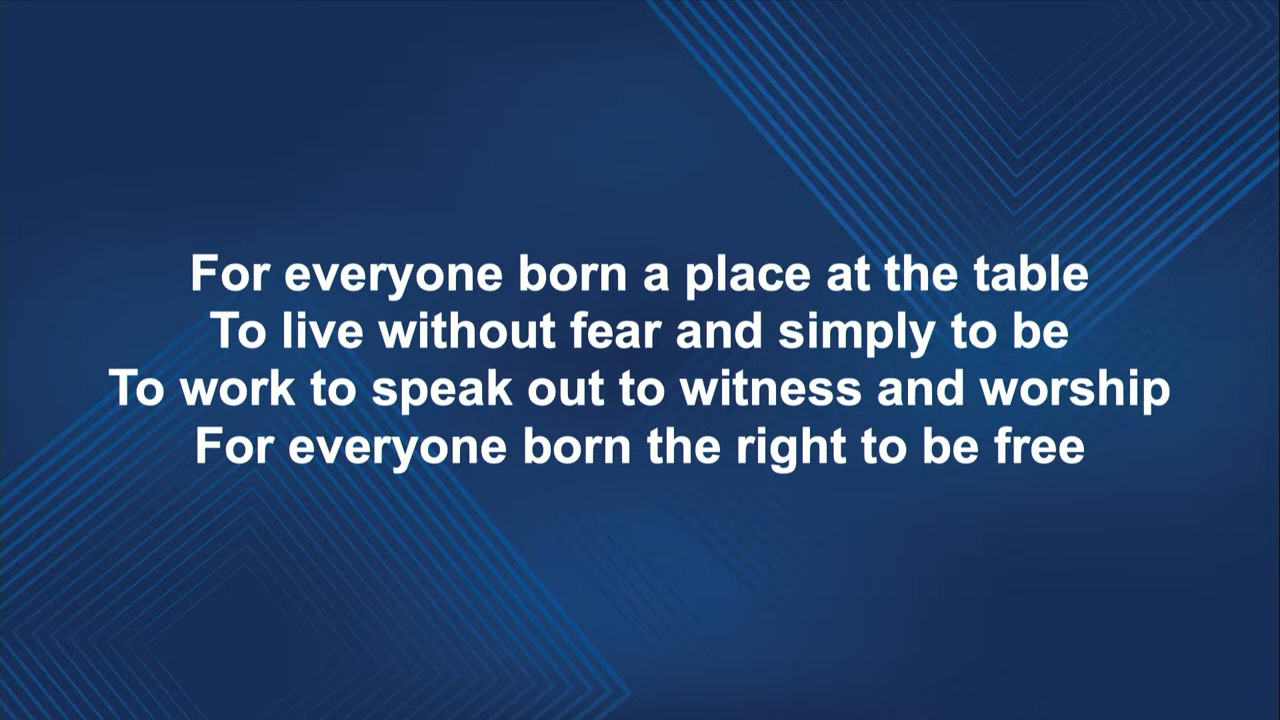 For everyone born a place at the table
To live without fear and simply to be
To work to speak out to witness and worship
For everyone born the right to be free